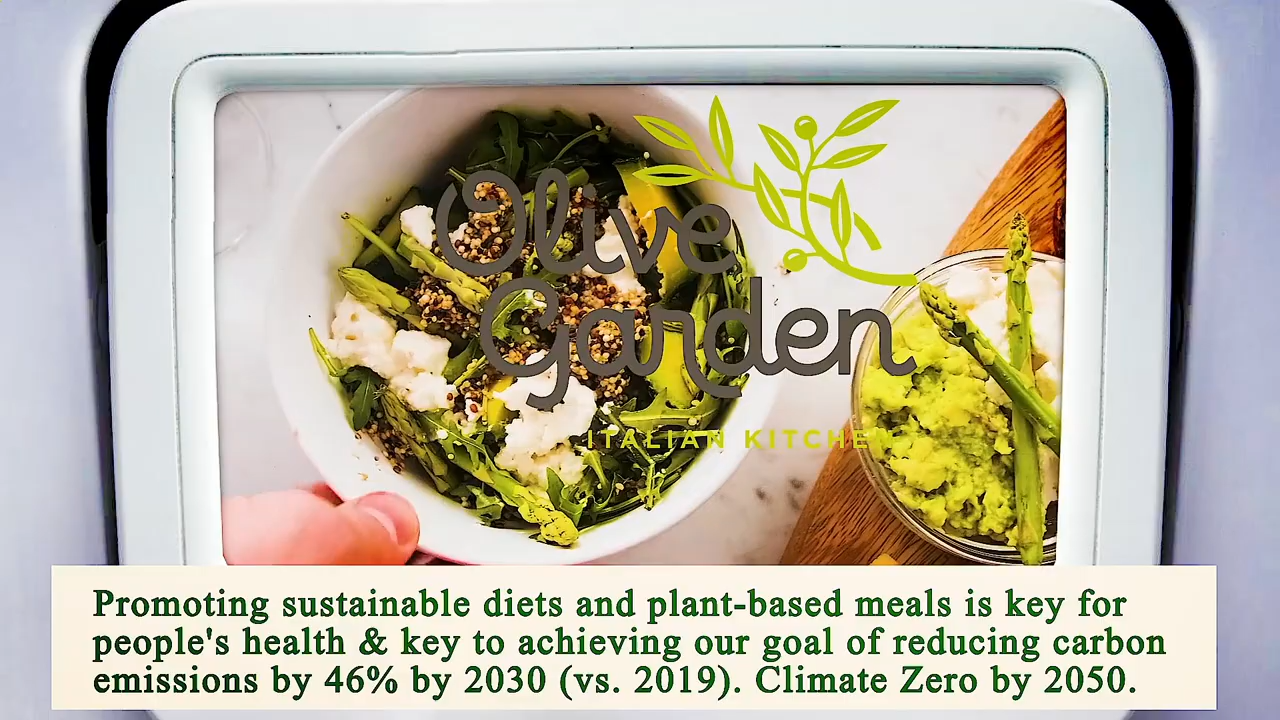 Olive
Garden
ITALIAN KITCHEN
Promoting sustainable diets and plant-based meals is key for
people's health & key to achieving our goal of reducing carbon
emissions by 46% by 2030 (vs. 2019). Climate Zero by 2050.